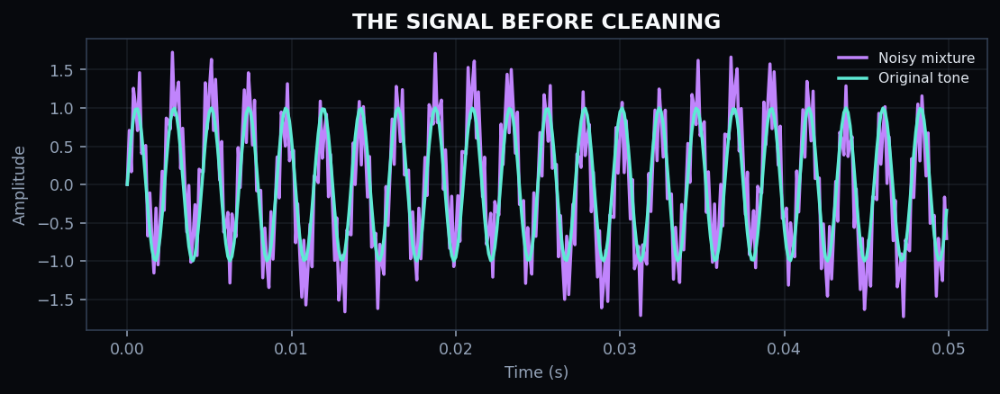 THE SIGNAL BEFORE CLEANING
Noisy mixture
Original tone
Amplitude
1.5
1.0
0.5
0.0
−0.5
−1.0
−1.5
0.00 0.01 0.02 0.03 0.04 0.05
Time (s)